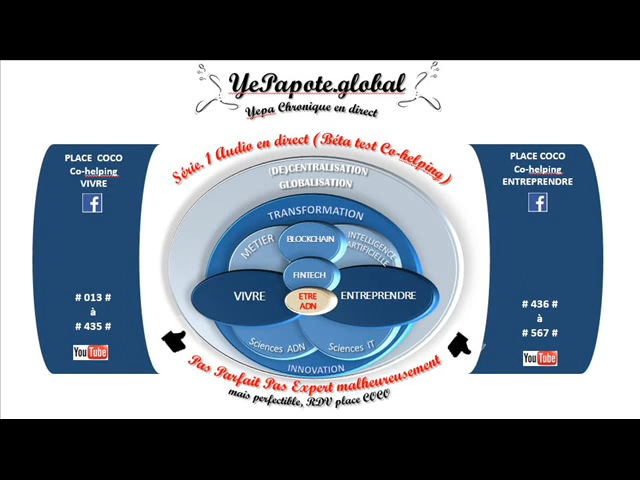 YePapote.global
Yepa Chronique en direct
Série, 1 Audio en direct (Béta test Co-helping)
PLACE COCO
Co-helping
VIVRE
# 013 #
à
# 435 #
YouTube
(DE)CENTRALISATION
GLOBALISATION
TRANSFORMATION
METIER
BLOCKCHAIN
INTELLIGENCE
ARTIFICIELLE
FINTECH
VIVRE
ETRE
ADN
ENTREPRENDRE
Sciences ADN
Sciences IT
INNOVATION
PLACE COCO
Co-helping
ENTREPRENDRE
# 436 #
à
# 567 #
YouTube
Pas Parfait Pas Expert malheureusement
mais perfectible, RDV place COCO